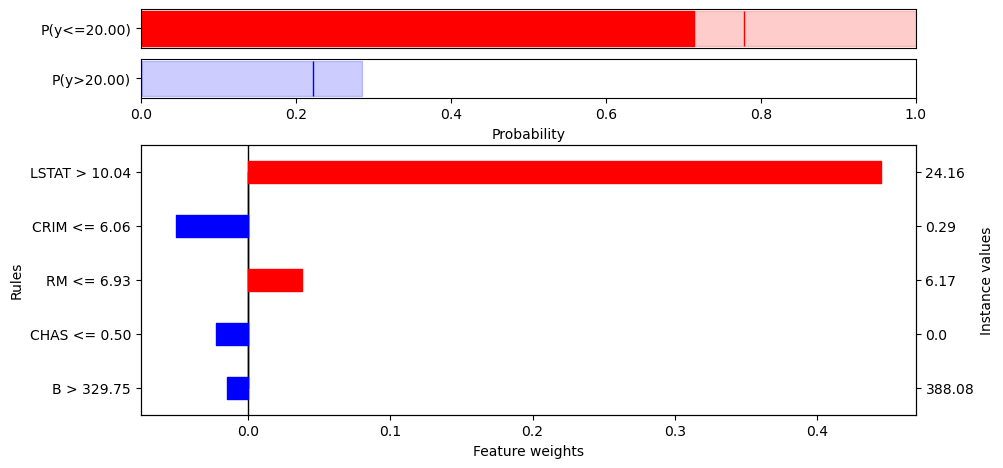 P(y<=20.00)
P(y>20.00)
0.0 0.2 0.4 0.6 0.8 1.0
Probability
LSTAT > 10.04 24.16
CRIM <= 6.06 0.29
RM <= 6.93 6.17
CHAS <= 0.50 0.0
B > 329.75 388.08
Rules
Instance values
0.0 0.1 0.2 0.3 0.4
Feature weights